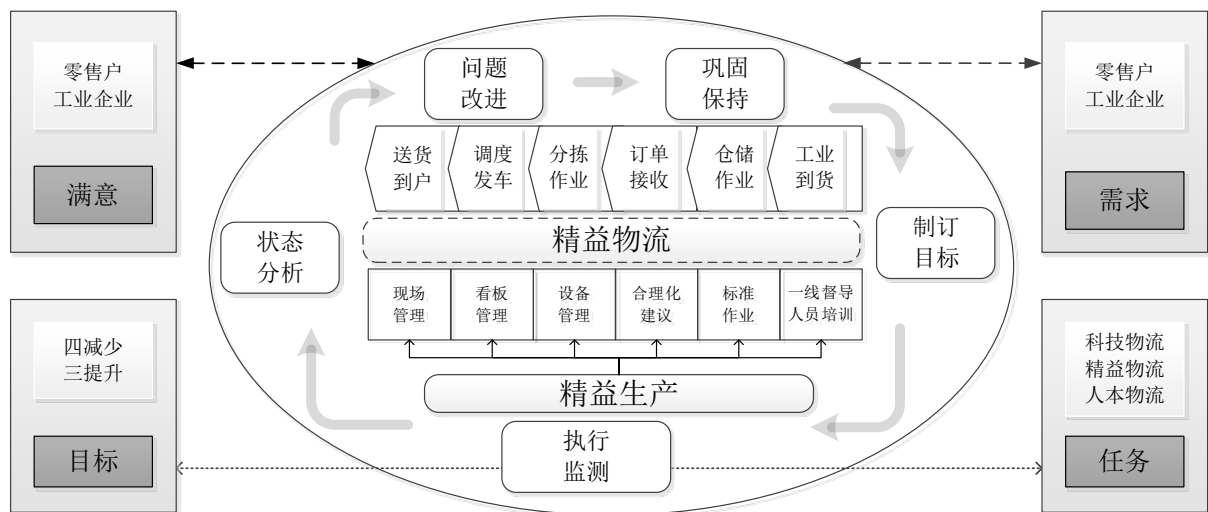 零售户
工业企业
满意
四减少
三提升
目标
问题
改进
巩固
保持
送货
到户
调度
发车
分拣
作业
订单
接收
仓储
作业
工业
到货
状态
分析
精益物流
制订
目标
现场
管理
看板
管理
设备
管理
合理化
建议
标准
作业
一线督导
人员培训
精益生产
执行
监测
零售户
工业企业
需求
科技物流
精益物流
人本物流
任务